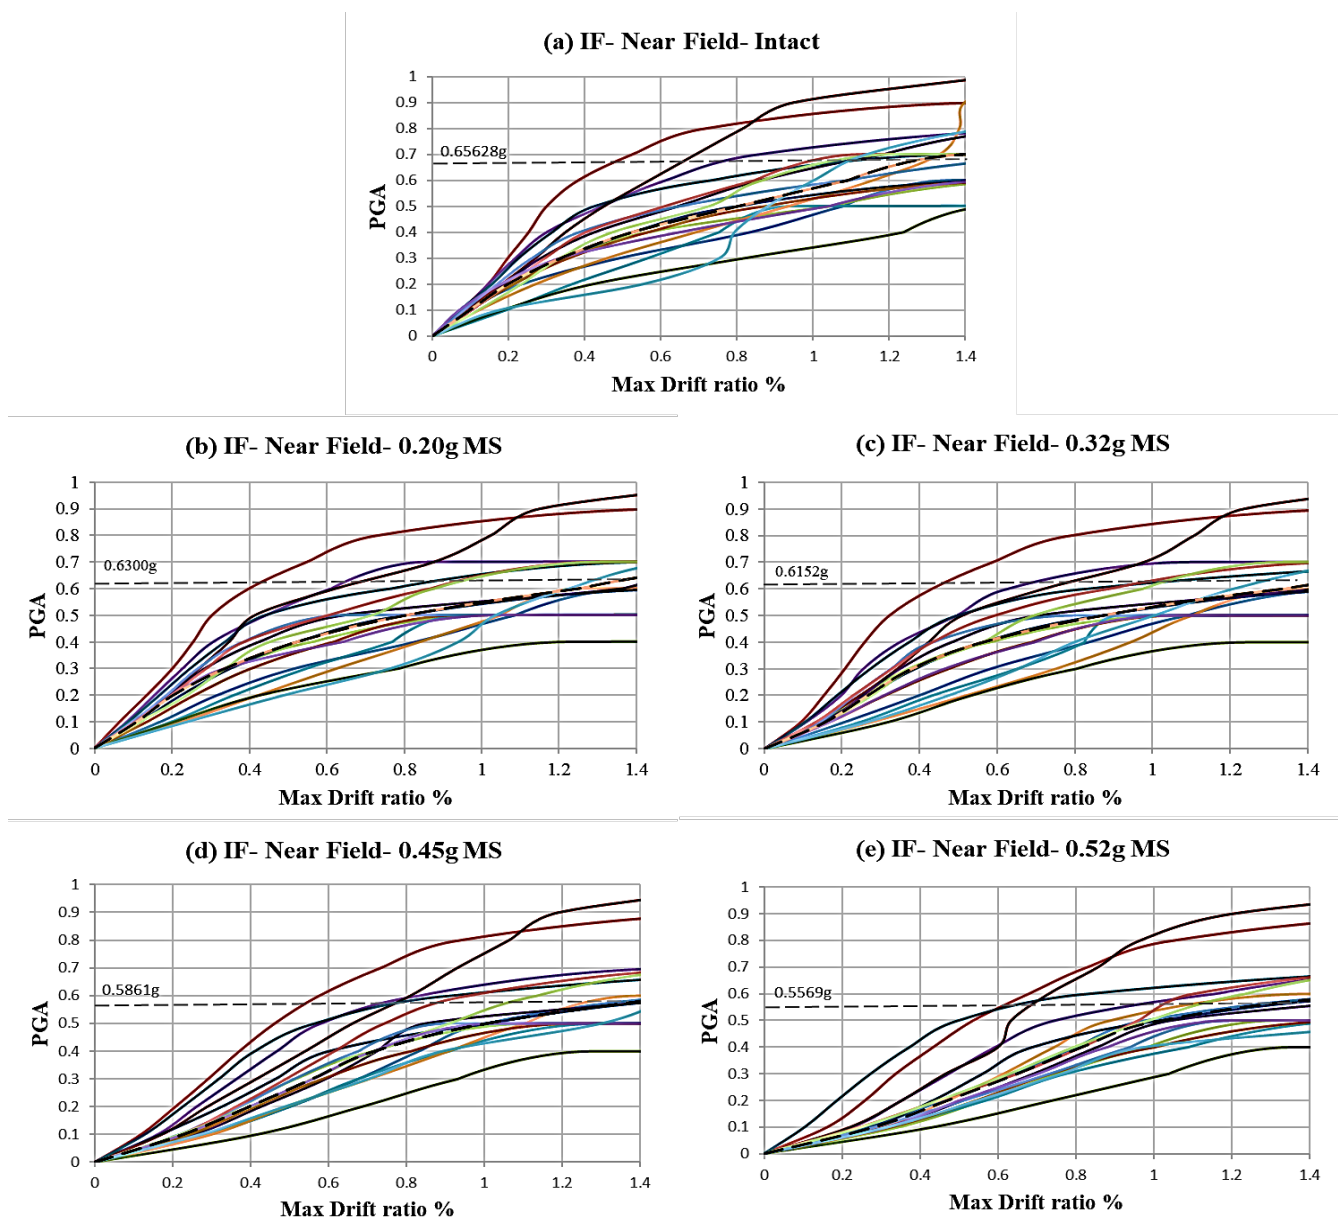 (a) IF- Near Field- Intact
1
0.9
0.8
0.7
0.65628g
0.6
0.5
0.4
0.3
0.2
0.1
0
PGA
0 0.2 0.4 0.6 0.8 1 1.2 1.4
Max Drift ratio %
(b) IF- Near Field- 0.20g MS
1
0.9
0.8
0.7
0.6300g
0.6
0.5
0.4
0.3
0.2
0.1
0
PGA
0 0.2 0.4 0.6 0.8 1 1.2 1.4
Max Drift ratio %
(c) IF- Near Field- 0.32g MS
1
0.9
0.8
0.7
0.6152g
0.6
0.5
0.4
0.3
0.2
0.1
0
PGA
0 0.2 0.4 0.6 0.8 1 1.2 1.4
Max Drift ratio %
(d) IF- Near Field- 0.45g MS
1
0.9
0.8
0.7
0.5861g
0.6
0.5
0.4
0.3
0.2
0.1
0
PGA
0 0.2 0.4 0.6 0.8 1 1.2 1.4
Max Drift ratio %
(e) IF- Near Field- 0.52g MS
1
0.9
0.8
0.7
0.5569g
0.6
0.5
0.4
0.3
0.2
0.1
0
PGA
0 0.2 0.4 0.6 0.8 1 1.2 1.4
Max Drift ratio %